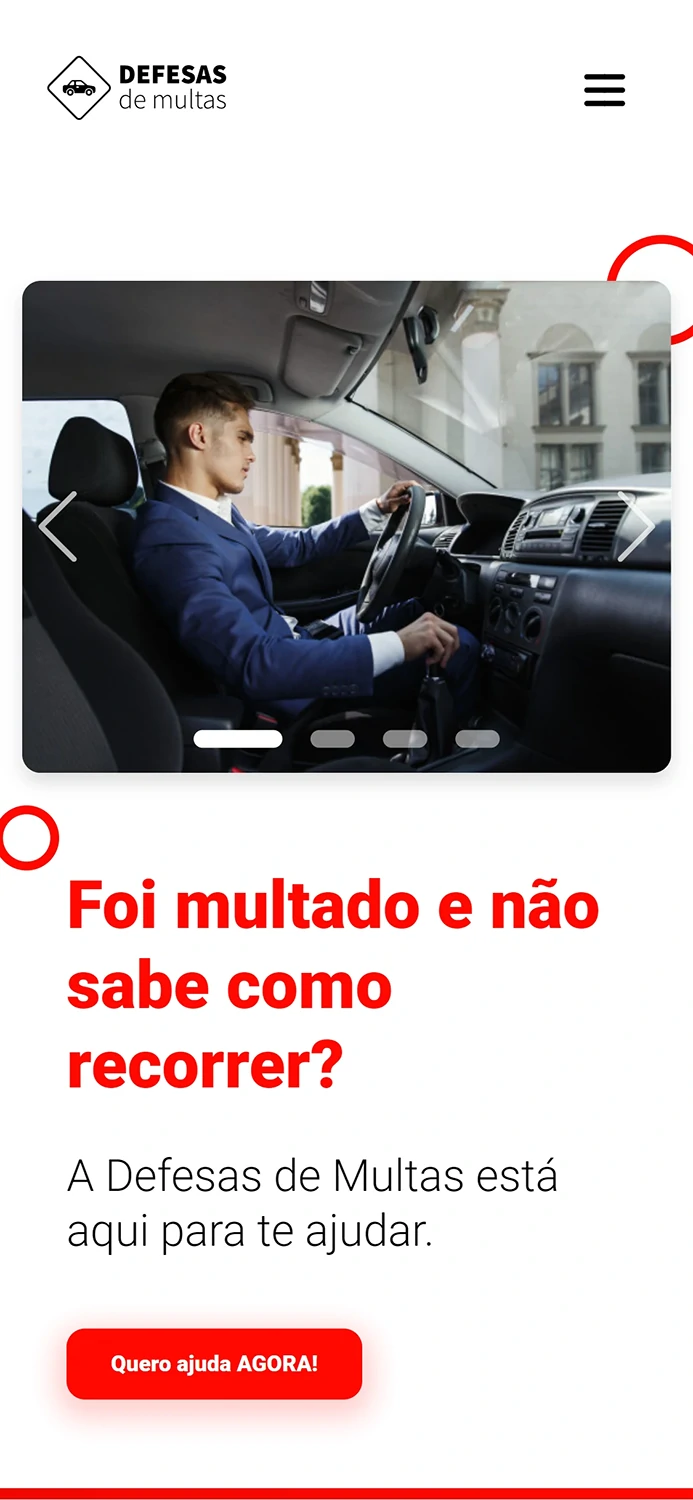 DEFESAS
de multas
Foi multado e não
sabe como
recorrer?
A Defesas de Multas está
aqui para te ajudar.
Quero ajuda AGORA!